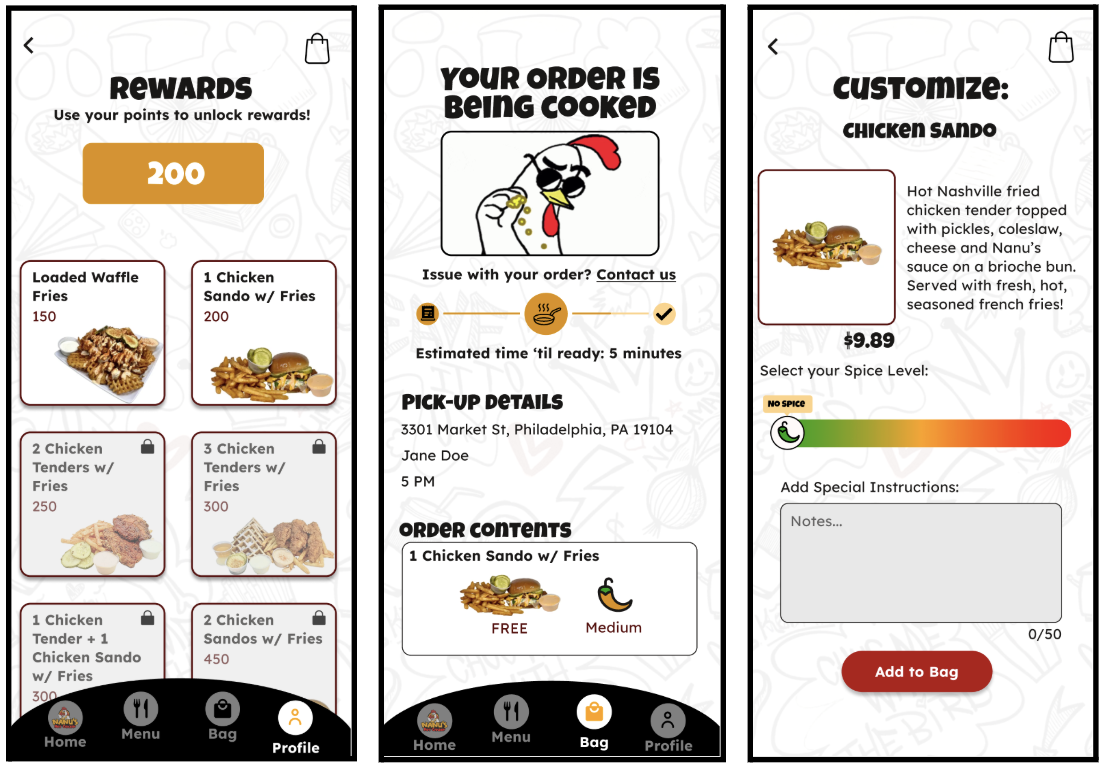 Rewards
Use your points to unlock rewards!
200
Loaded Waffle
Fries
150
1 Chicken
Sando w/ Fries
200
2 Chicken
Tenders w/
Fries
250
3 Chicken
Tenders w/
Fries
300
1 Chicken
Tender + 1
Chicken Sando
w/ Fries
300
2 Chicken
Sandos w/ Fries
450
NANU'S
Home
Menu
Bag
Profile
Your order is
being cooked
Issue with your order? Contact us
Estimated time ‘til ready: 5 minutes
Pick-up Details
3301 Market St, Philadelphia, PA 19104
Jane Doe
5 PM
Order Contents
1 Chicken Sando w/ Fries
FREE
Medium
NANU'S
Home
Menu
Bag
Profile
Customize:
Chicken Sando
Hot Nashville fried
chicken tender topped
with pickles, coleslaw,
cheese and Nanu’s
sauce on a brioche bun.
Served with fresh, hot,
seasoned french fries!
$9.89
Select your Spice Level:
No Spice
Add Special Instructions:
Notes...
0/50
Add to Bag